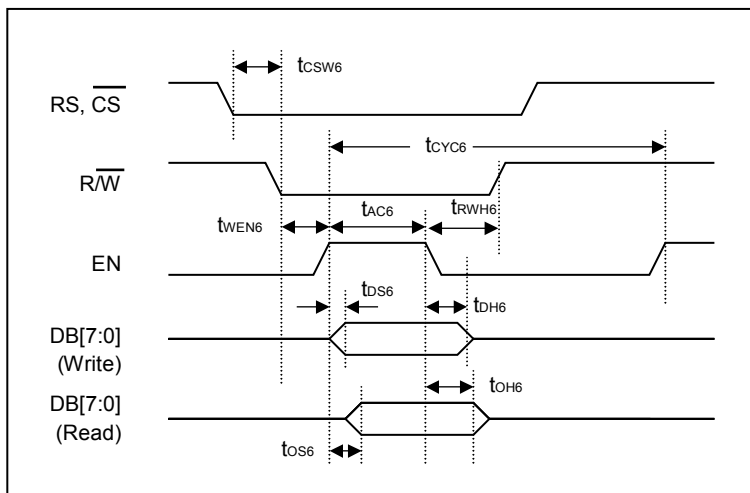 tCSW6
RS, CS
tCYC6
R/W
tAC6
tRWH6
tWEN6
EN
tDS6
tDH6
DB[7:0]
(Write)
tOH6
DB[7:0]
(Read)
tOS6